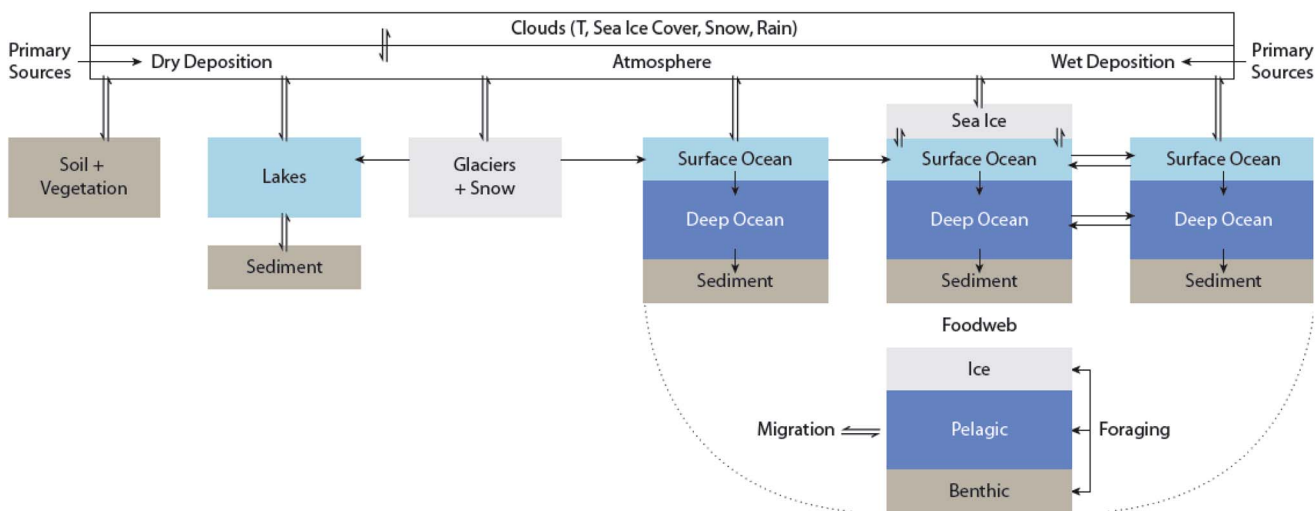 Clouds (T, Sea Ice Cover, Snow, Rain)
Primary
Sources
Dry Deposition
Atmosphere
Wet Deposition
Primary
Sources
Soil +
Vegetation
Lakes
Glaciers
+ Snow
Surface Ocean
Sea Ice
Surface Ocean
Surface Ocean
Deep Ocean
Deep Ocean
Deep Ocean
Sediment
Sediment
Sediment
Sediment
Foodweb
Ice
Migration
Pelagic
Foraging
Benthic